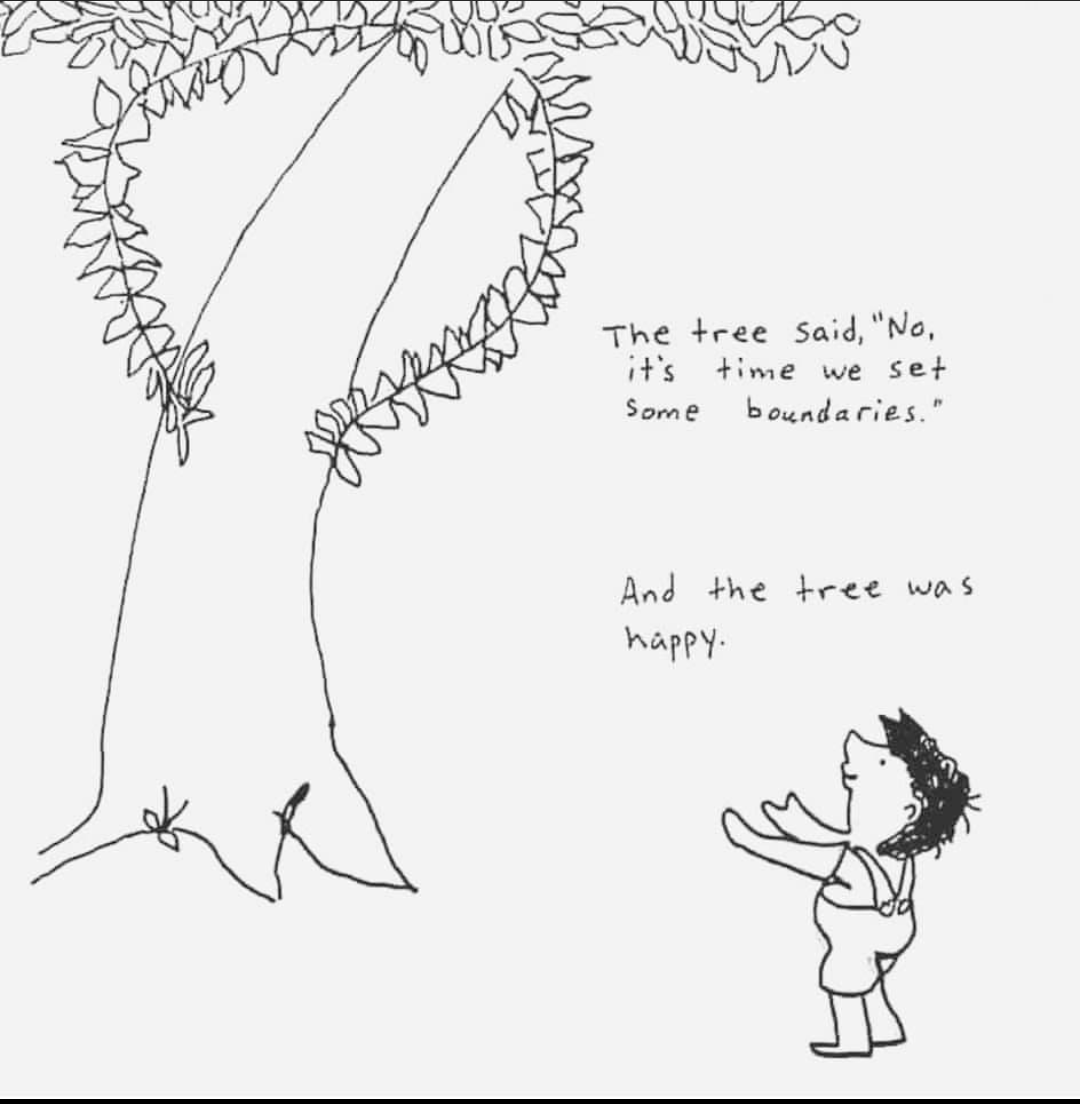 The tree said, "No,
it's time we set
some boundaries."
And the tree was
happy.